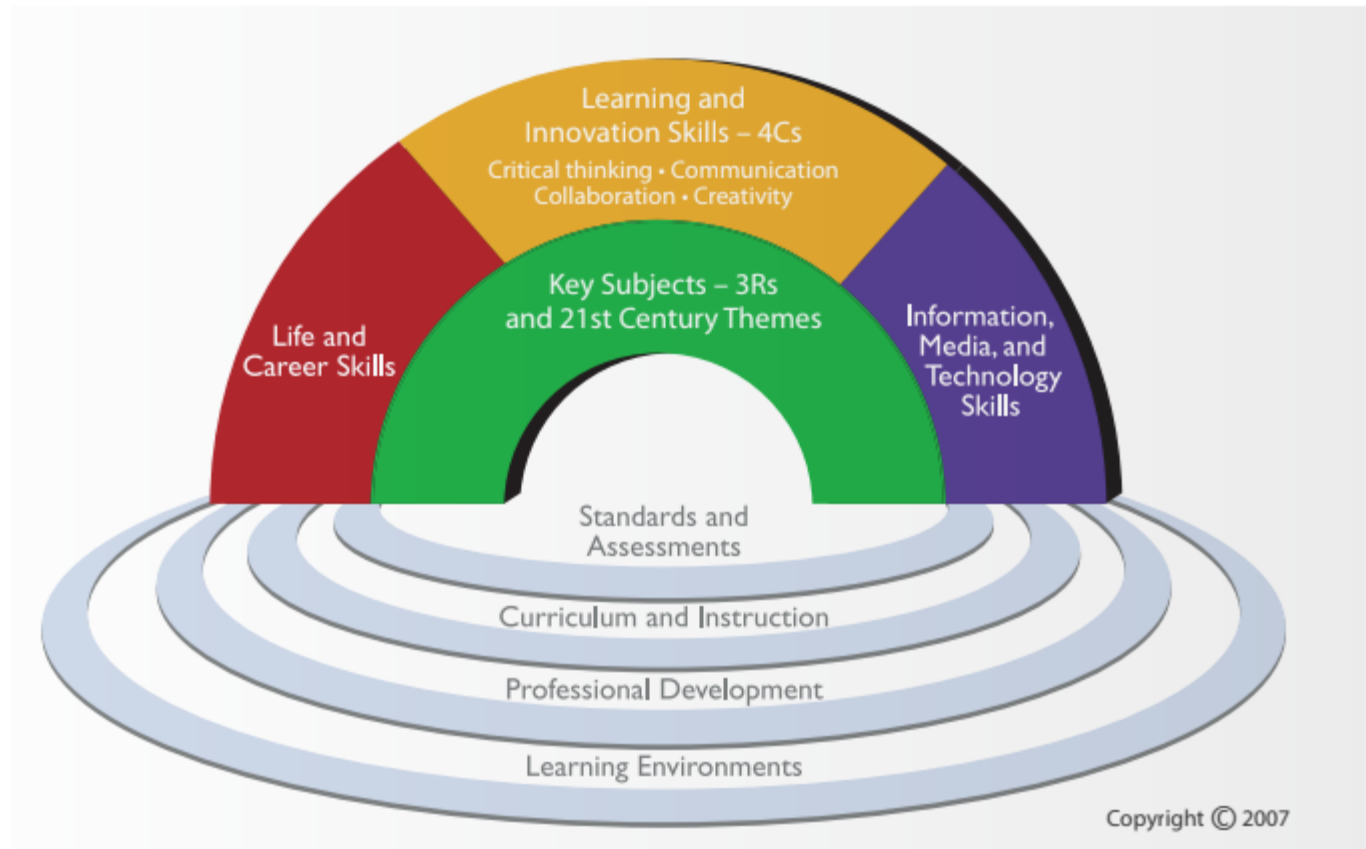 Learning and
Innovation Skills – 4Cs
Critical thinking • Communication
Collaboration • Creativity
Key Subjects – 3Rs
and 21st Century Themes
Life and
Career Skills
Information,
Media, and
Technology
Skills
Standards and
Assessments
Curriculum and Instruction
Professional Development
Learning Environments
Copyright © 2007